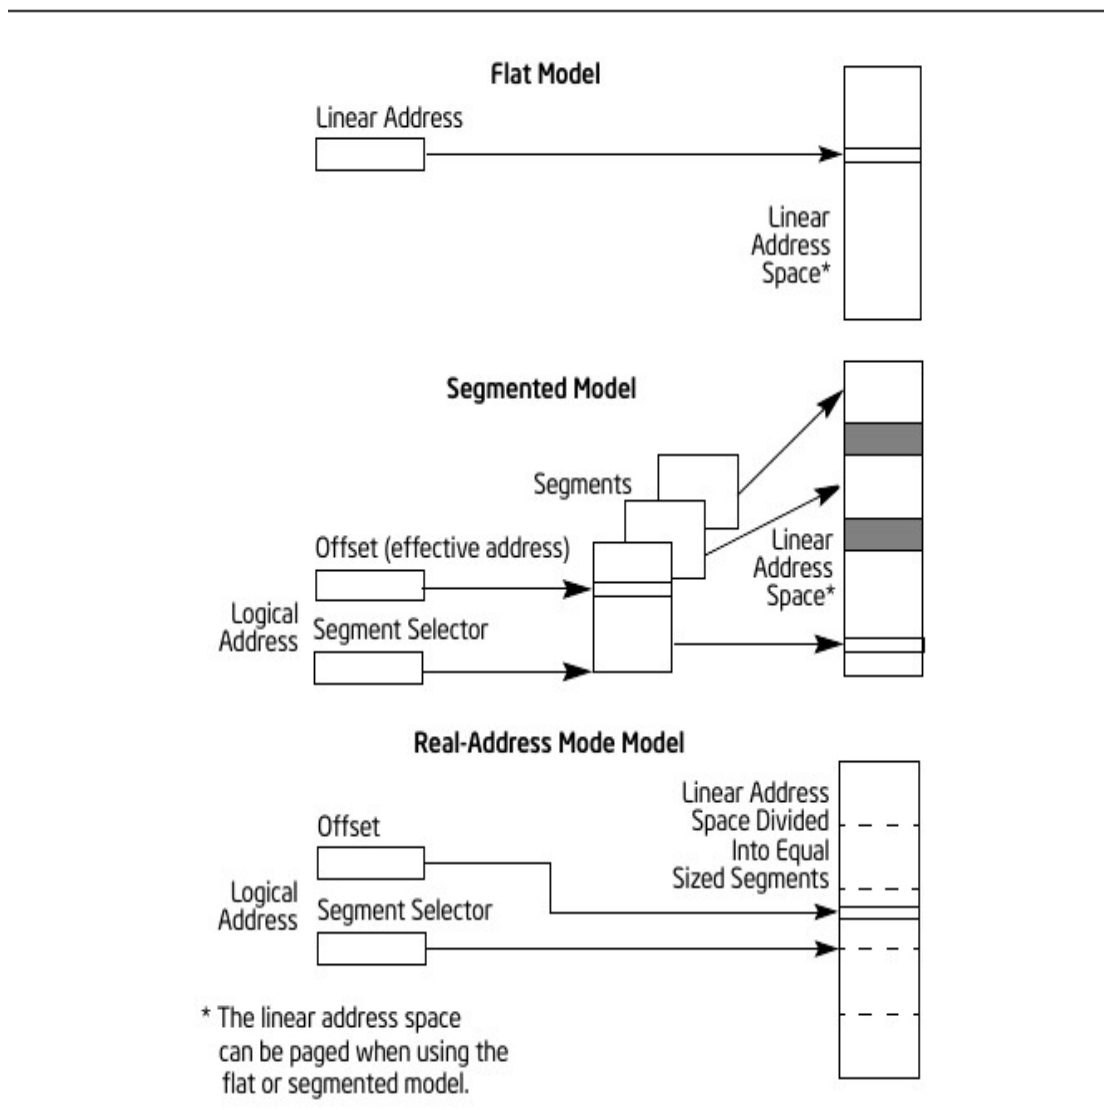 Flat Model
Linear Address
Linear
Address
Space*
Segmented Model
Segments
Offset (effective address)
Logical
Address
Segment Selector
Linear
Address
Space*
Real-Address Mode Model
Linear Address
Space Divided
Into Equal
Sized Segments
Offset
Logical
Address
Segment Selector
* The linear address space
can be paged when using the
flat or segmented model.